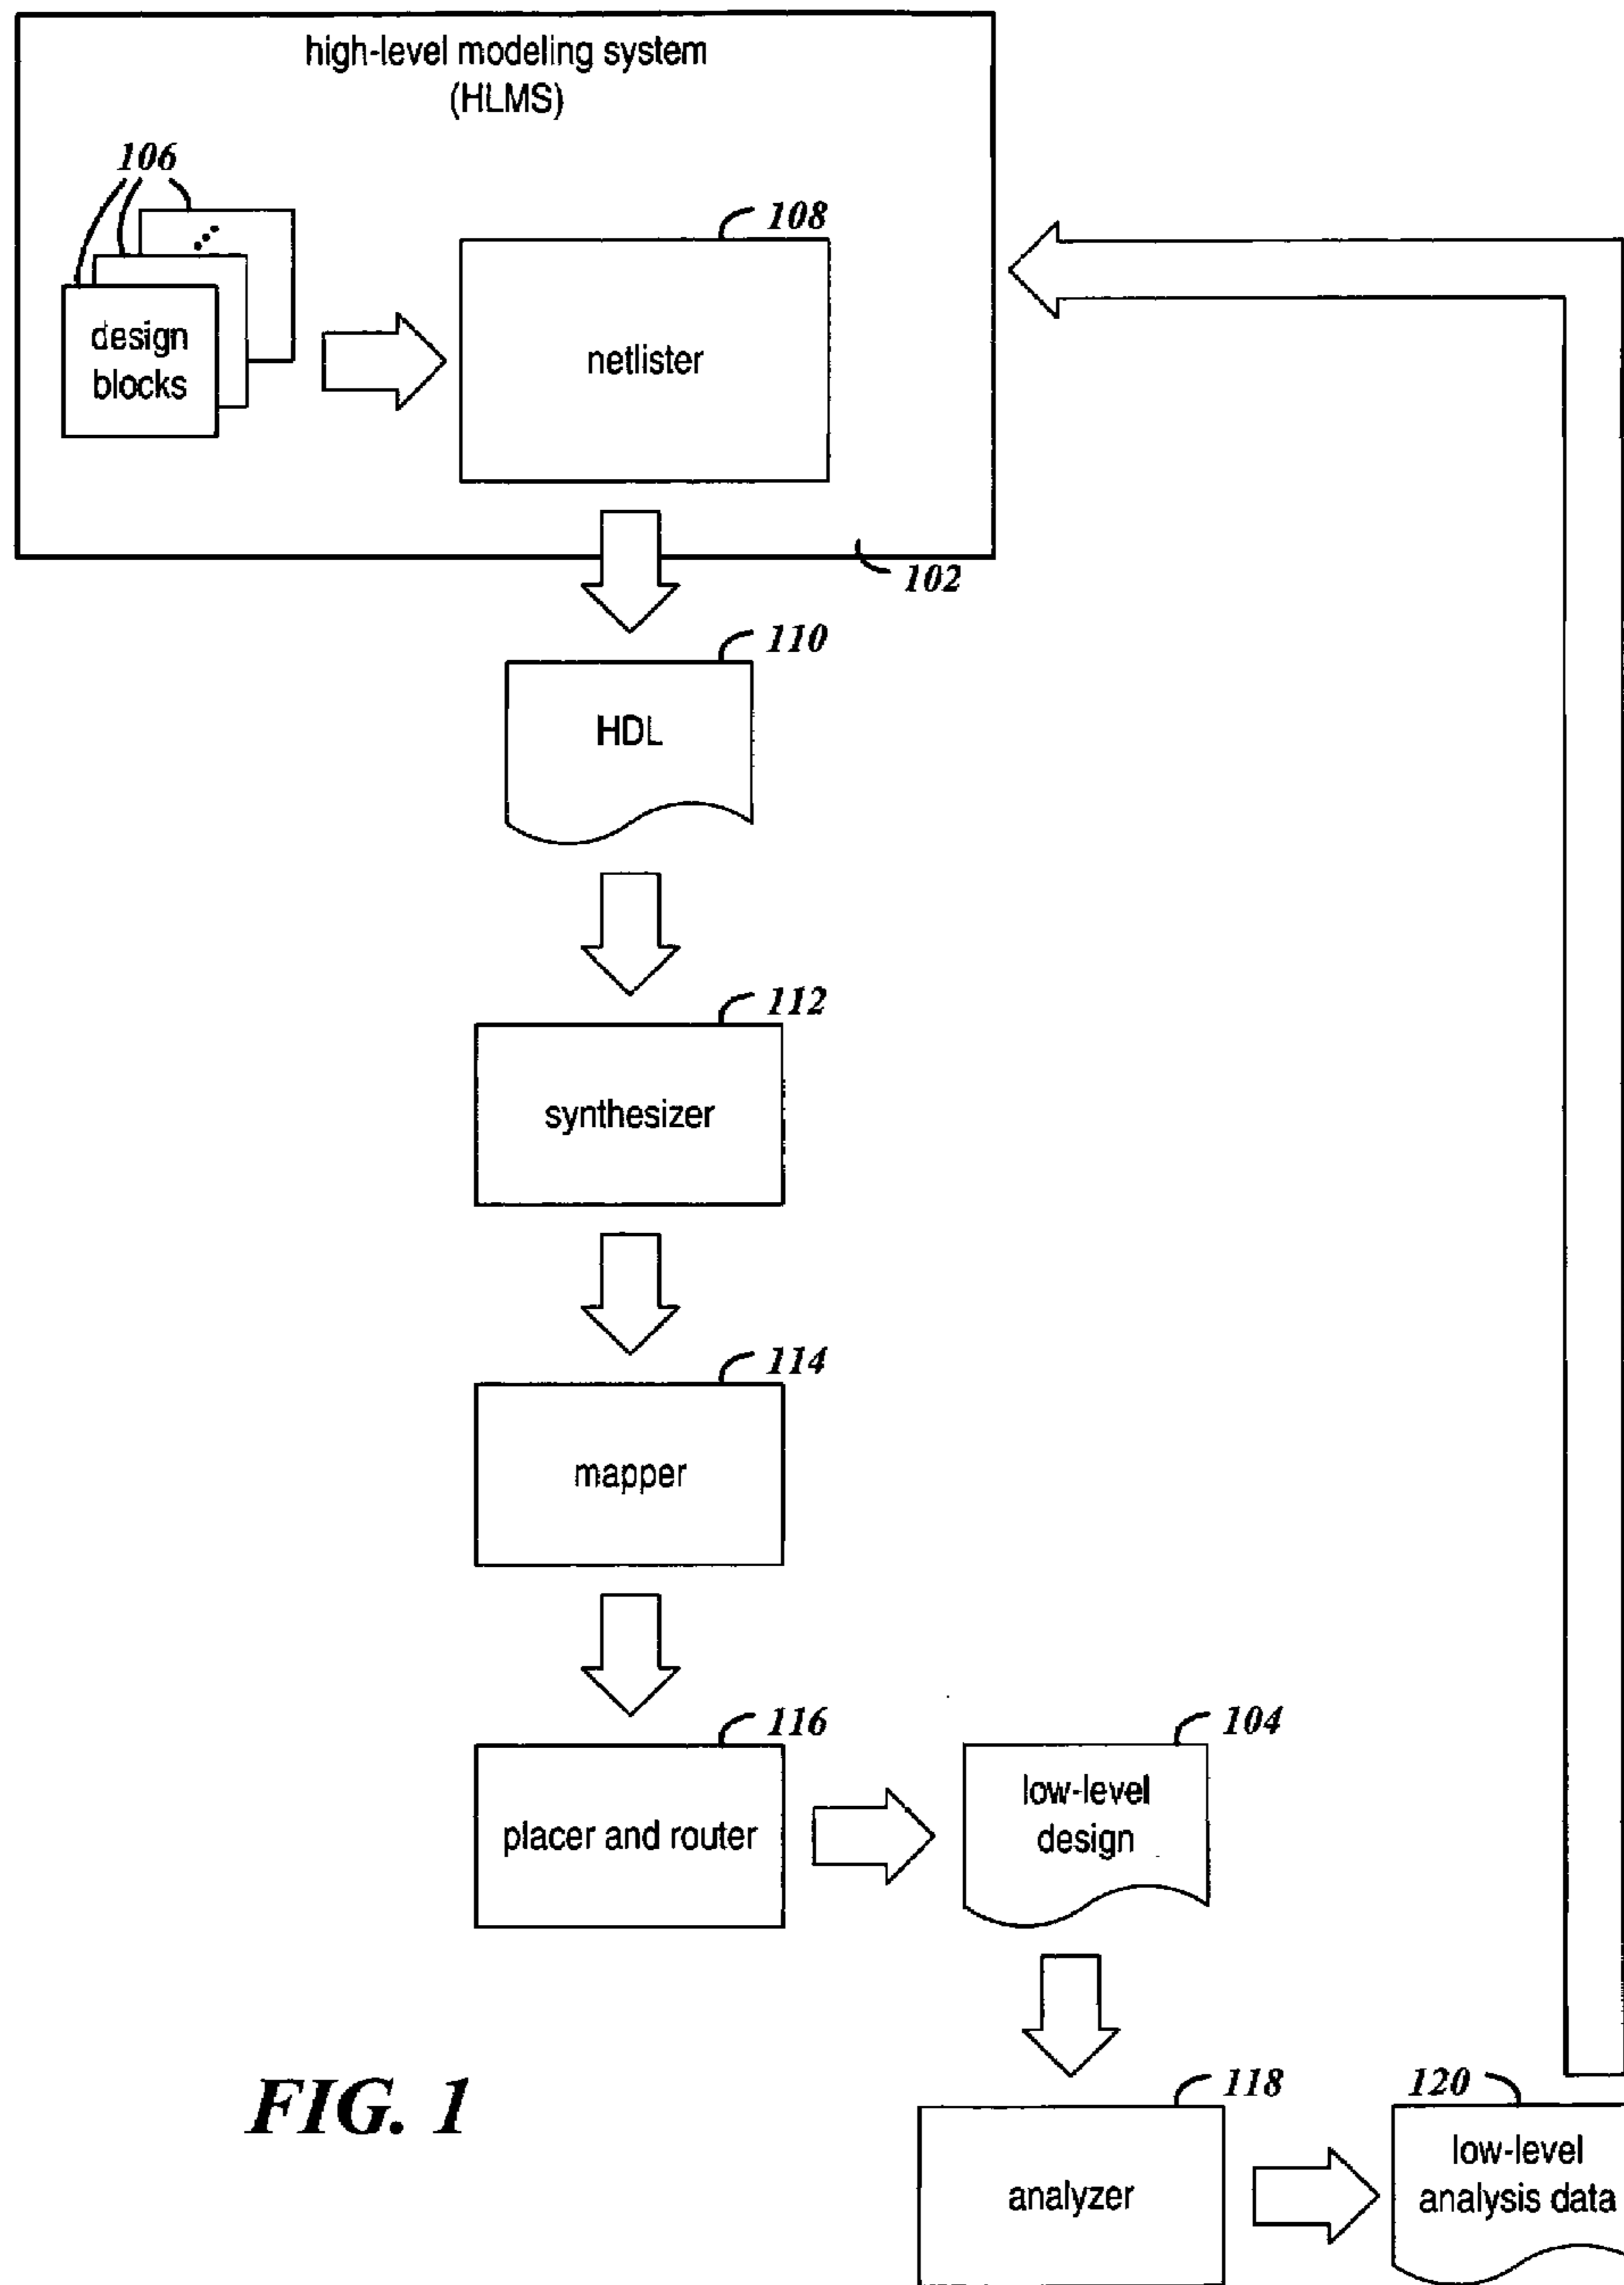 high-level modeling system
(HLMS)
106
108
design
blocks
netlister
102
110
HDL
112
synthesizer
114
mapper
116
104
placer and router
low-level
design
118
120
FIG. 1
analyzer
low-level
analysis data